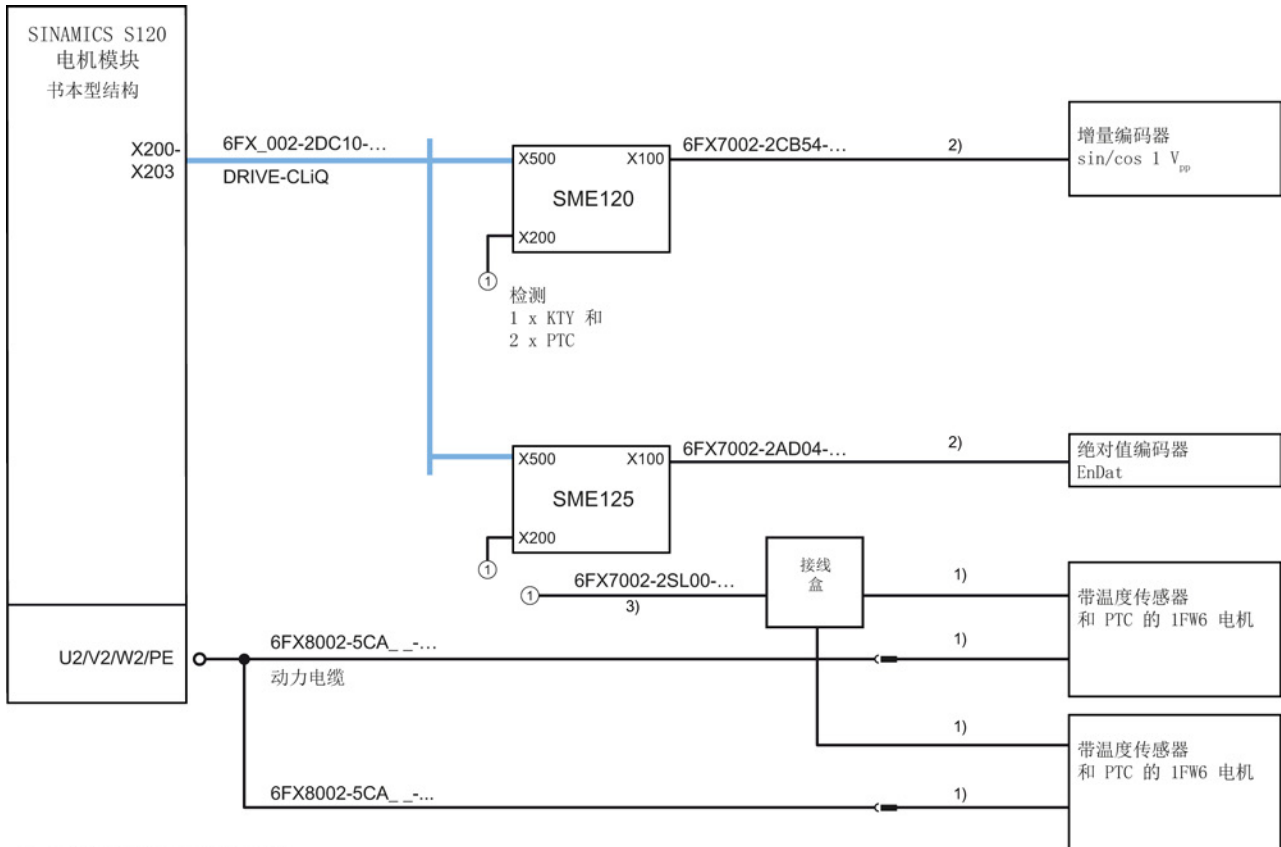 SINAMICS S120
电机模块
书本型结构
X200-
X203
6FX_002-2DC10-...
DRIVE-CLiQ
X500
X100
SME120
X200
①
检测
1 x KTY 和
2 x PTC
6FX7002-2CB54-...
2)
增量编码器
sin/cos 1 Vpp
X500
X100
SME125
X200
①
6FX7002-2AD04-...
2)
绝对值编码器
EnDat
①
6FX7002-2SL00-...
3)
接线
盒
1)
带温度传感器
和 PTC 的 1FW6 电机
U2/V2/W2/PE
6FX8002-5CA_ _-...
动力电缆
1)
1)
带温度传感器
和 PTC 的 1FW6 电机
6FX8002-5CA_ _-...
1)